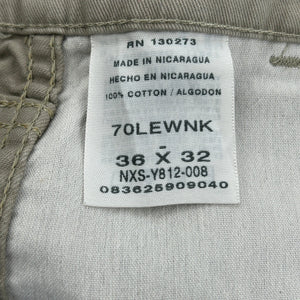 RN 130273
MADE IN NICARAGUA
HECHO EN NICARAGUA
100% COTTON / ALGODON
70LEWNK
-
36 X 32
NXS-Y812-008
083625909040